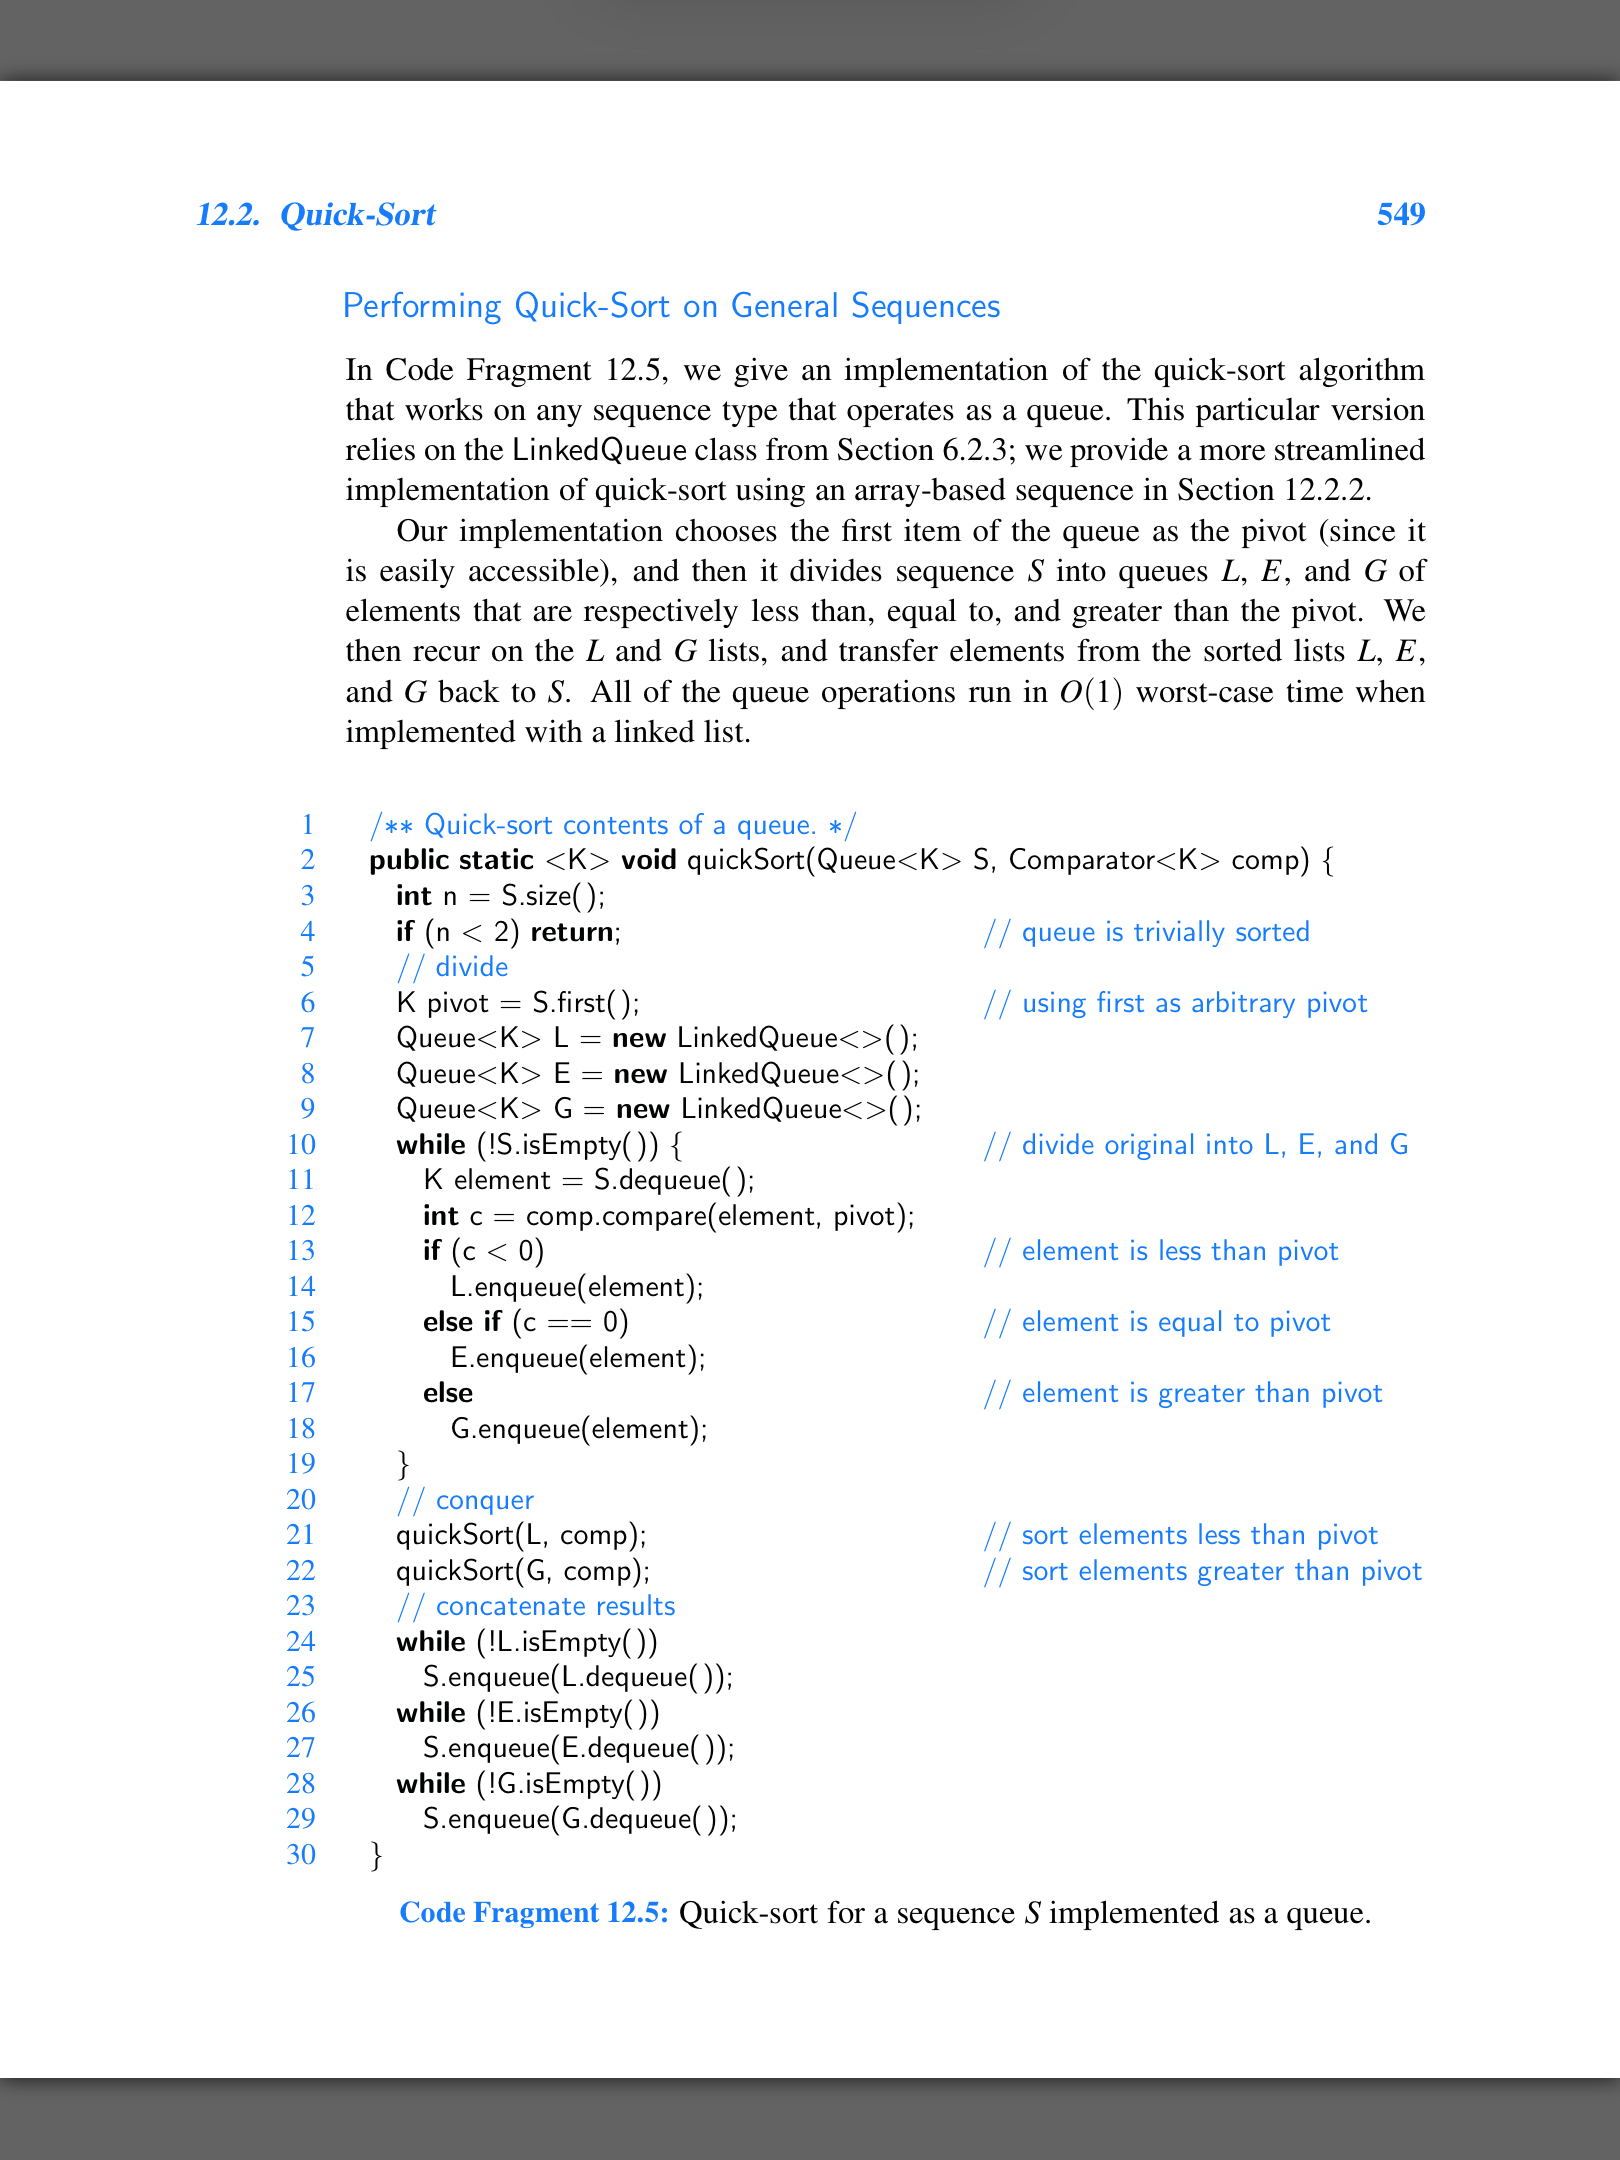 12.2. Quick-Sort 549
Performing Quick-Sort on General Sequences
In Code Fragment 12.5, we give an implementation of the quick-sort algorithm
that works on any sequence type that operates as a queue. This particular version
relies on the LinkedQueue class from Section 6.2.3; we provide a more streamlined
implementation of quick-sort using an array-based sequence in Section 12.2.2.
Our implementation chooses the first item of the queue as the pivot (since it
is easily accessible), and then it divides sequence S into queues L, E, and G of
elements that are respectively less than, equal to, and greater than the pivot. We
then recur on the L and G lists, and transfer elements from the sorted lists L, E,
and G back to S. All of the queue operations run in O(1) worst-case time when
implemented with a linked list.
1 /** Quick-sort contents of a queue. */
2 public static <K> void quickSort(Queue<K> S, Comparator<K> comp) {
3 int n = S.size();
4 if (n < 2) return; // queue is trivially sorted
5 // divide
6 K pivot = S.first(); // using first as arbitrary pivot
7 Queue<K> L = new LinkedQueue<>();
8 Queue<K> E = new LinkedQueue<>();
9 Queue<K> G = new LinkedQueue<>();
10 while (!S.isEmpty()) { // divide original into L, E, and G
11 K element = S.dequeue();
12 int c = comp.compare(element, pivot);
13 if (c < 0) // element is less than pivot
14 L.enqueue(element);
15 else if (c == 0) // element is equal to pivot
16 E.enqueue(element);
17 else // element is greater than pivot
18 G.enqueue(element);
19 }
20 // conquer
21 quickSort(L, comp); // sort elements less than pivot
22 quickSort(G, comp); // sort elements greater than pivot
23 // concatenate results
24 while (!L.isEmpty())
25 S.enqueue(L.dequeue());
26 while (!E.isEmpty())
27 S.enqueue(E.dequeue());
28 while (!G.isEmpty())
29 S.enqueue(G.dequeue());
30 }
Code Fragment 12.5: Quick-sort for a sequence S implemented as a queue.